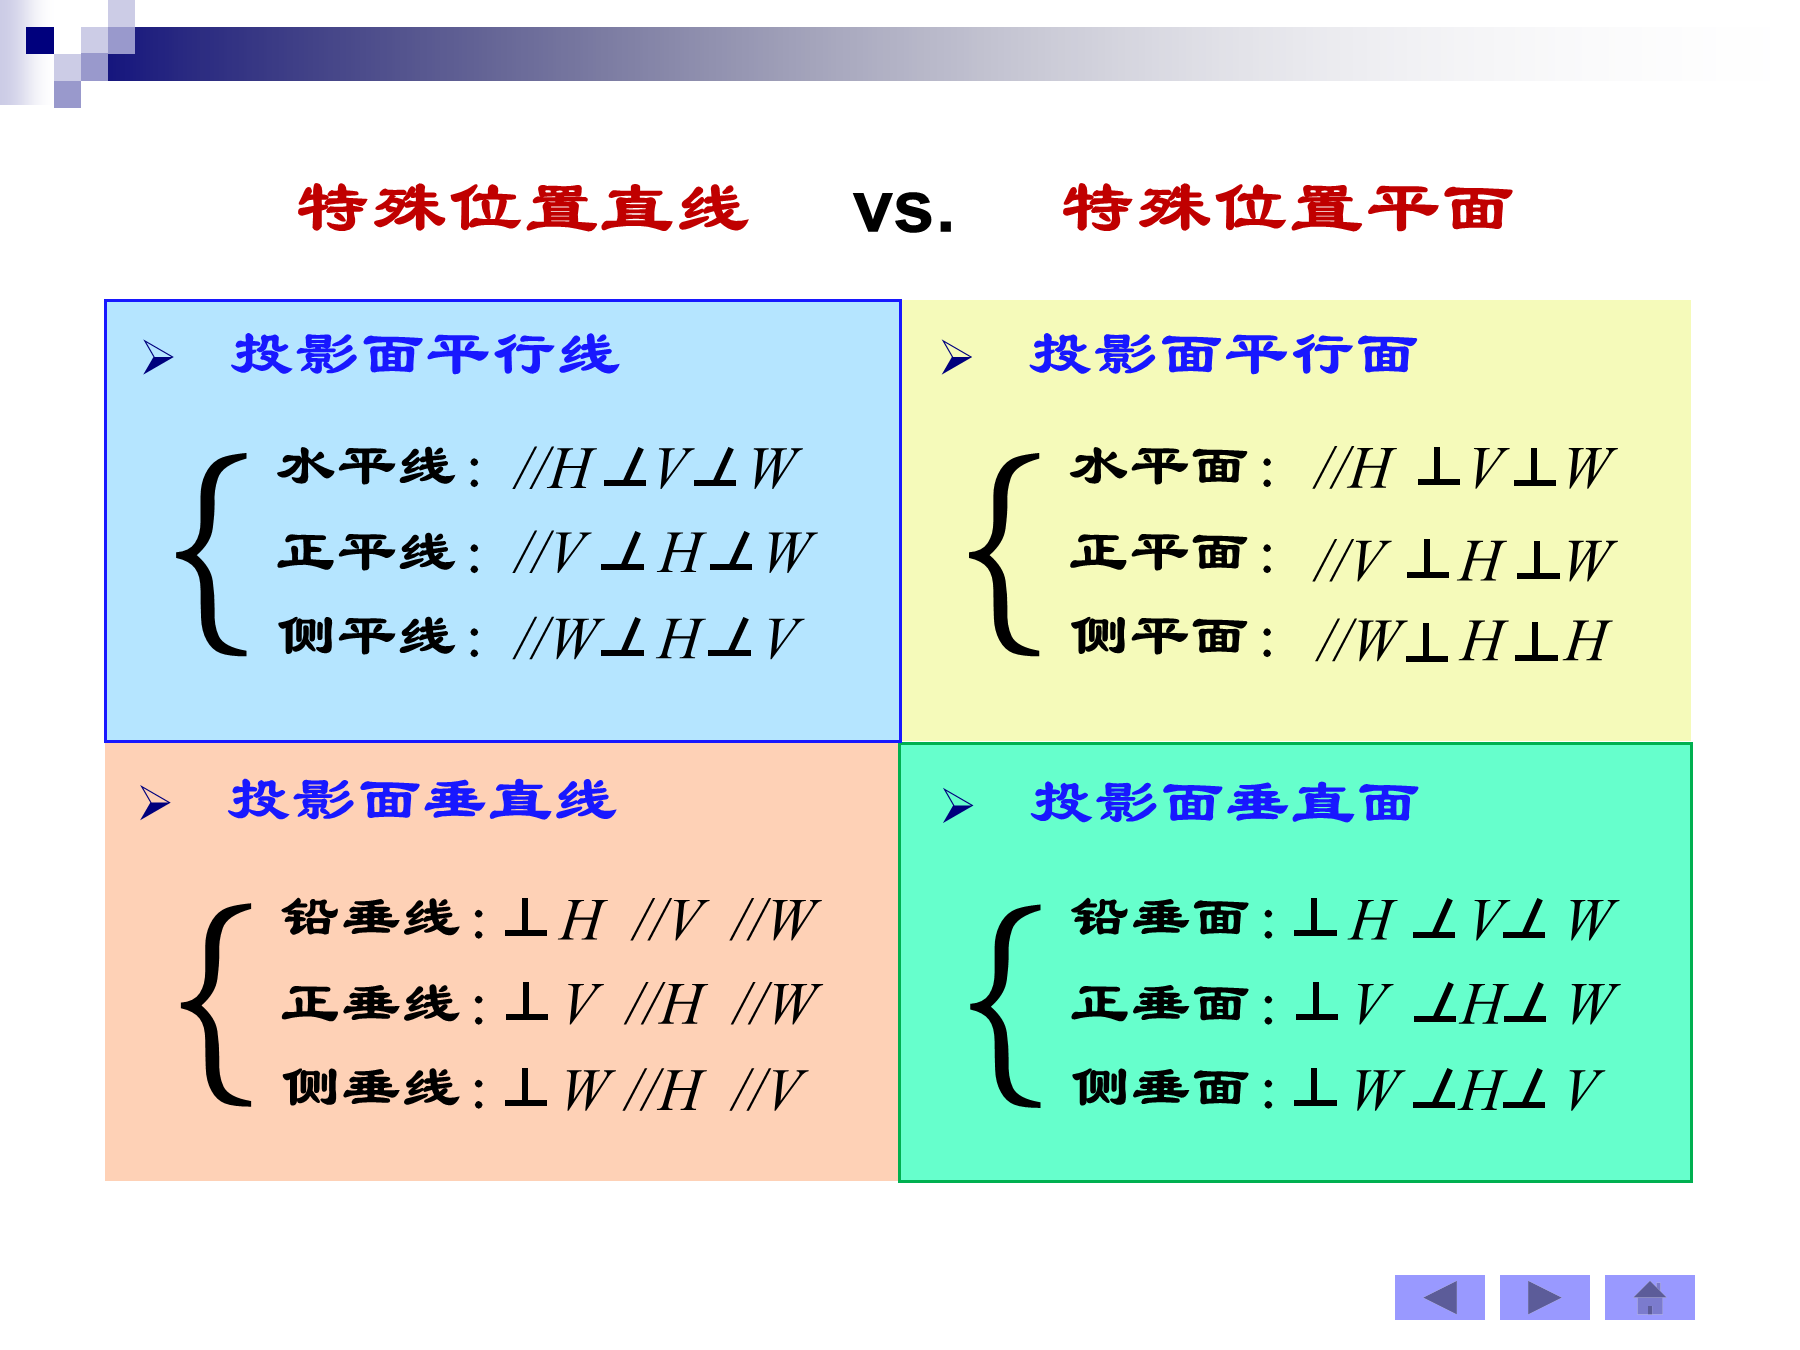 特殊位置直线 vs. 特殊位置平面
➢ 投影面平行线
水平线: //H∠V∠W
正平线: //V∠H∠W
侧平线: //W∠H∠V
➢ 投影面平行面
水平面: //H⊥V⊥W
正平面: //V⊥H⊥W
侧平面: //W⊥H⊥H
➢ 投影面垂直线
铅垂线: ⊥H //V //W
正垂线: ⊥V //H //W
侧垂线: ⊥W //H //V
➢ 投影面垂直面
铅垂面: ⊥H∠V∠W
正垂面: ⊥V∠H∠W
侧垂面: ⊥W∠H∠V